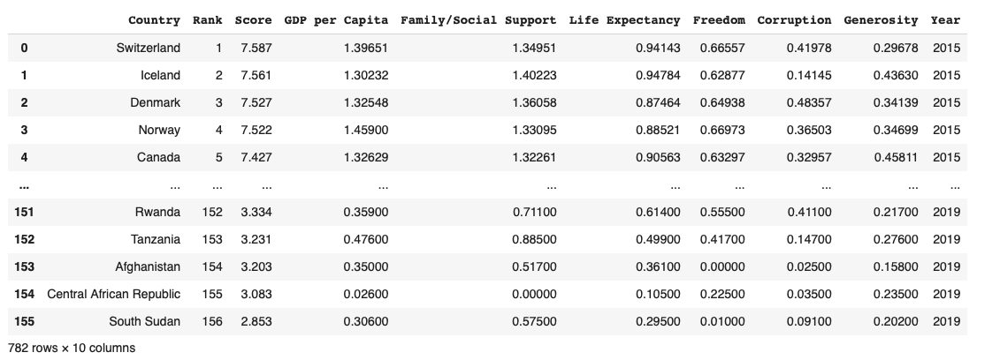 Country Rank Score GDP per Capita Family/Social Support Life Expectancy Freedom Corruption Generosity Year
0 Switzerland 1 7.587 1.39651 1.34951 0.94143 0.66557 0.41978 0.29678 2015
1 Iceland 2 7.561 1.30232 1.40223 0.94784 0.62877 0.14145 0.43630 2015
2 Denmark 3 7.527 1.32548 1.36058 0.87464 0.64938 0.48357 0.34139 2015
3 Norway 4 7.522 1.45900 1.33095 0.88521 0.66973 0.36503 0.34699 2015
4 Canada 5 7.427 1.32629 1.32261 0.90563 0.63297 0.32957 0.45811 2015
... ... ... ... ... ... ... ... ... ... ...
151 Rwanda 152 3.334 0.35900 0.71100 0.61400 0.55500 0.41100 0.21700 2019
152 Tanzania 153 3.231 0.47600 0.88500 0.49900 0.41700 0.14700 0.27600 2019
153 Afghanistan 154 3.203 0.35000 0.51700 0.36100 0.00000 0.02500 0.15800 2019
154 Central African Republic 155 3.083 0.02600 0.00000 0.10500 0.22500 0.03500 0.23500 2019
155 South Sudan 156 2.853 0.30600 0.57500 0.29500 0.01000 0.09100 0.20200 2019
782 rows × 10 columns